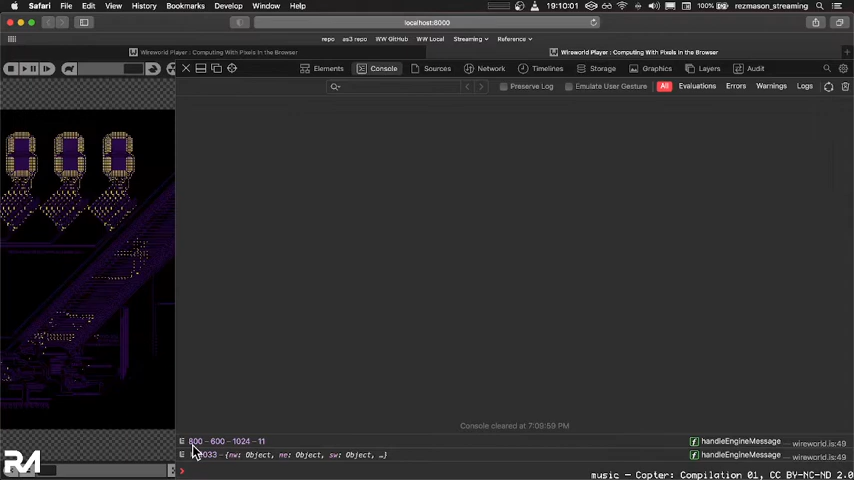 Safari File Edit View History Bookmarks Develop Window Help 19:10:01 100% rezmason_streaming
localhost:8000
repo as3 repo WW GitHub WW Local Streaming Reference
Wireworld Player : Computing With Pixels In the Browser Wireworld Player : Computing With Pixels In the Browser
Elements Console Sources Network Timelines Storage Graphics Layers Audit
Preserve Log Emulate User Gesture All Evaluations Errors Warnings Logs
000
Console cleared at 7:09:59 PM
E 800 – 600 – 1024 – 11 f handleEngineMessage — wireworld.js:49
E 033 – {nw: Object, ne: Object, sw: Object, …} f handleEngineMessage — wireworld.js:49
RM
music - Copter: Compilation 01, CC BY-NC-ND 2.0